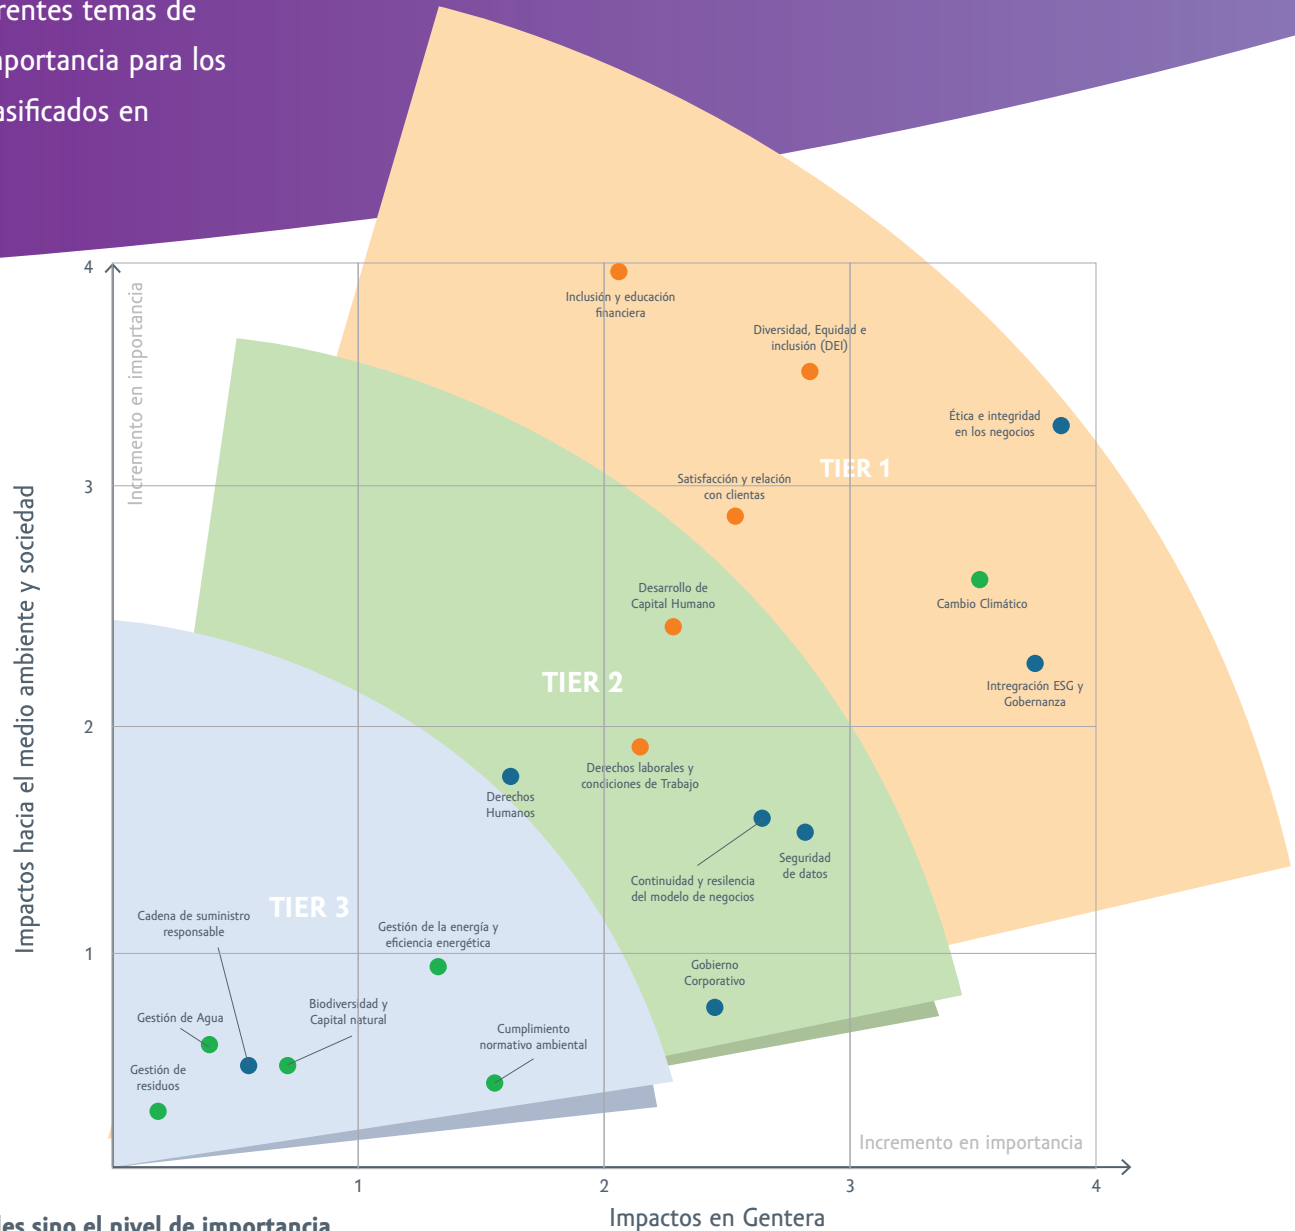 temas de
para los
en
4
Incremento en importancia
Inclusión y educación
financiera
Diversidad, Equidad e
inclusión (DEI)
Ética e integridad
en los negocios
TIER 1
3
Satisfacción y relación
con clientes
Impactos hacia el medio ambiente y sociedad
Desarrollo de
Capital Humano
Cambio Climático
TIER 2
Intregración ESG y
Gobernanza
2
Derechos laborales y
condiciones de Trabajo
Derechos
Humanos
Seguridad
de datos
Continuidad y resilencia
del modelo de negocios
TIER 3
Cadena de suministro
responsable
Gestión de la energía y
eficiencia energética
1
Gobierno
Corporativo
Biodiversidad y
Capital natural
Gestión de Agua
Cumplimiento
normativo ambiental
Gestión de
residuos
Incremento en importancia
1
2
3
4
Impactos en Gentera
sino el nivel de importancia